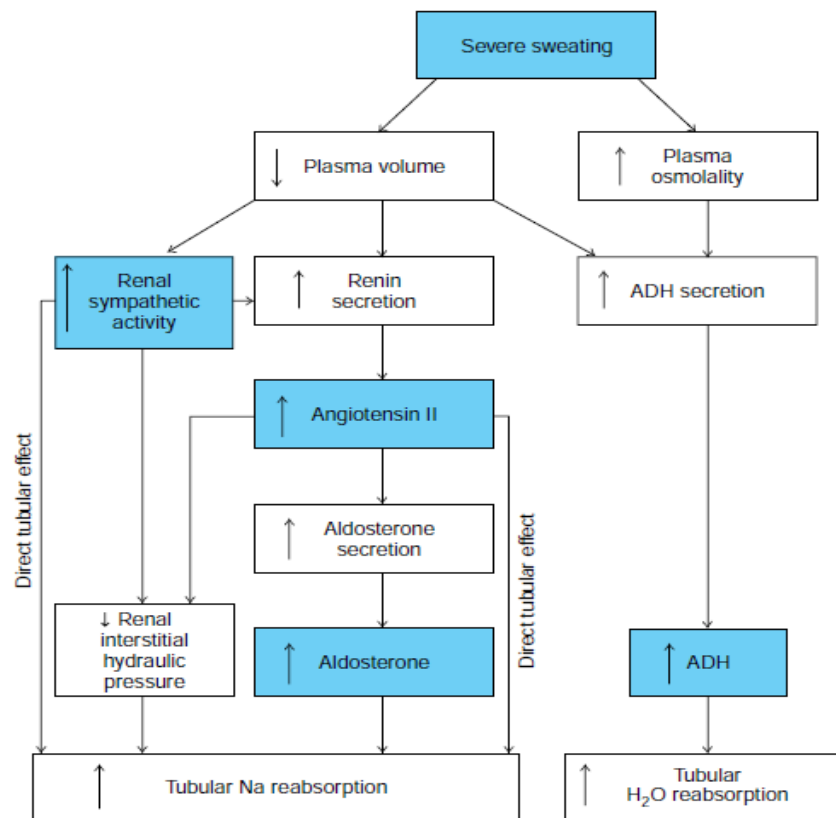 Severe sweating
↓ Plasma volume
↑ Plasma
osmolality
↑ Renal
sympathetic
activity
↑ Renin
secretion
↑ ADH secretion
↑ Angiotensin II
Direct tubular effect
↑ Aldosterone
secretion
Direct tubular effect
↓ Renal
interstitial
hydraulic
pressure
↑ Aldosterone
↑ ADH
↑ Tubular Na reabsorption
↑ Tubular
H₂O reabsorption